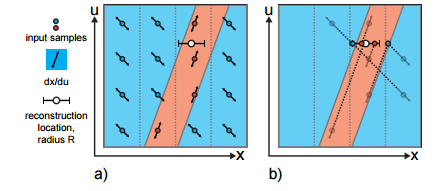 input samples
dx/du
reconstruction
location,
radius R
u
x
a)
u
x
b)